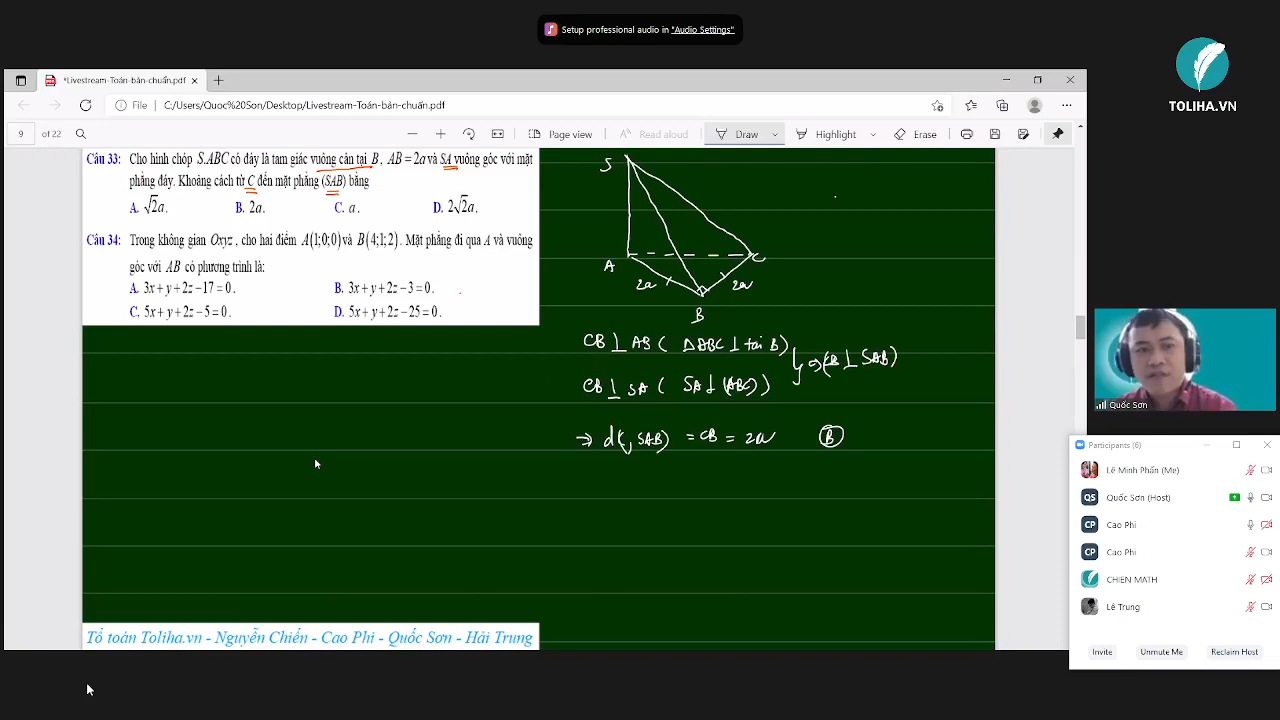 Setup professional audio in "Audio Settings"
TOLIHA.VN
*Livestream-Toán-bản-chuẩn.pdf
File
C:/Users/Quoc%20Son/Desktop/Livestream-Toán-bản-chuẩn.pdf
9 of 22
Page view
Read aloud
Draw
Highlight
Erase
Câu 33: Cho hình chóp S.ABC có đáy là tam giác vuông cân tại B, AB = 2a và SA vuông góc với mặt
phẳng đáy. Khoảng cách từ C đến mặt phẳng (SAB) bằng
A. √2a. B. 2a. C. a. D. 2√2a.
Câu 34: Trong không gian Oxyz, cho hai điểm A(1;0;0) và B(4;1;2). Mặt phẳng đi qua A và vuông
góc với AB có phương trình là:
A. 3x+y+2z−17=0. B. 3x+y+2z−3=0.
C. 5x+y+2z−5=0. D. 5x+y+2z−25=0.
S
A
C
2a
2a
B
CB ⊥ AB ( ΔABC ⊥ tại B)
⇒ CB ⊥ SAB)
CB ⊥ SA ( SA ⊥ (ABC))
⇒ d(, SAB) = CB = 2a
B
Tổ toán Toliha.vn - Nguyễn Chiến - Cao Phi - Quốc Sơn - Hải Trung
Quốc Sơn
Participants (6)
Lê Minh Phấn (Me)
QS Quốc Sơn (Host)
CP Cao Phi
CP Cao Phi
CHIEN MATH
Lê Trung
Invite
Unmute Me
Reclaim Host